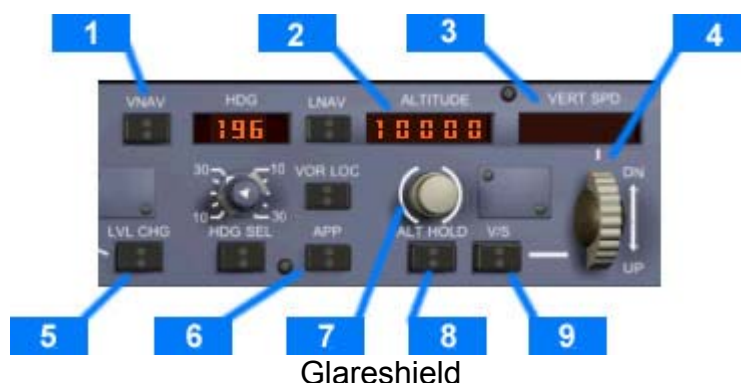 1 2 3 4
VNAV HDG LNAV ALTITUDE VERT SPD
196 10000
30 10 VOR LOC DN
10 30
LVL CHG HDG SEL APP ALT HOLD V/S UP
5 6 7 8 9
Glareshield